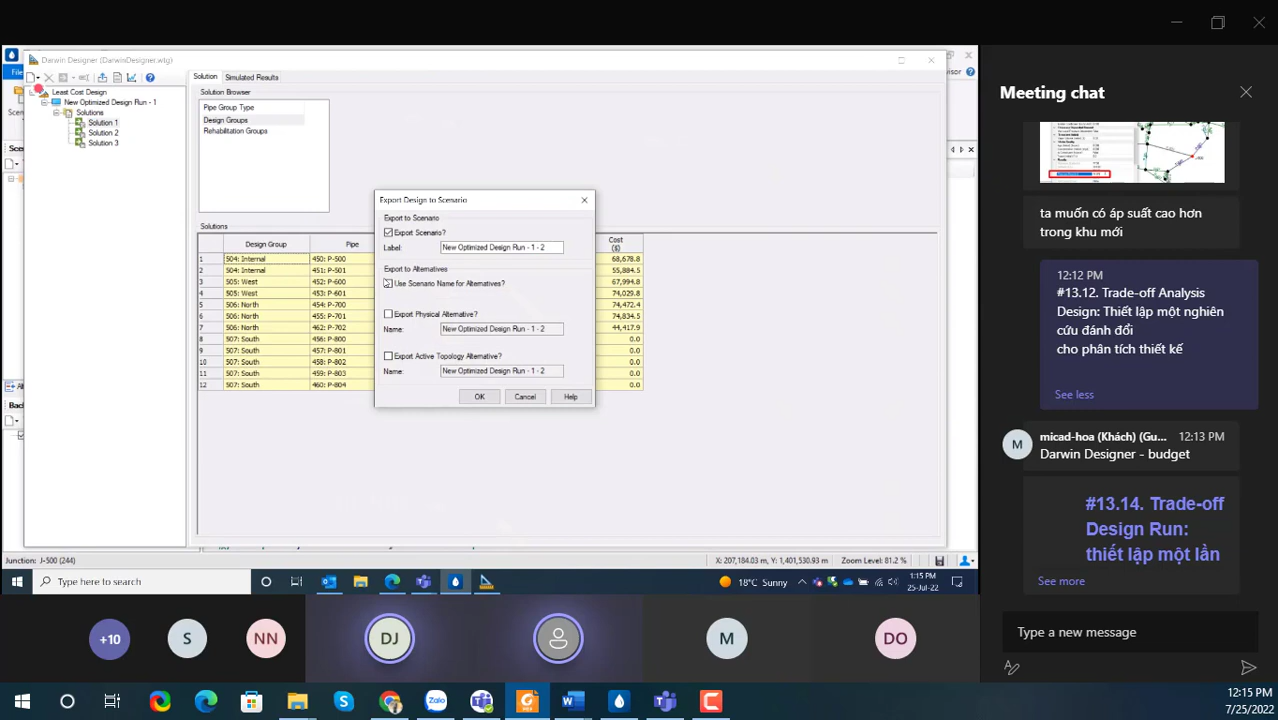 Darwin Designer (DarwinDesigner.wtg)
File
Least Cost Design
New Optimized Design Run - 1
Solutions
Solution 1
Solution 2
Solution 3
Solution
Simulated Results
Solution Browser
Pipe Group Type
Design Groups
Rehabilitation Groups
Solutions
Design Group Pipe Cost ($)
1 504: Internal 450: P-500 68,678.8
2 504: Internal 451: P-501 55,884.5
3 505: West 452: P-600 67,994.8
4 505: West 453: P-601 74,029.8
5 506: North 454: P-700 74,472.4
6 506: North 455: P-701 74,834.5
7 506: North 462: P-702 44,417.9
8 507: South 456: P-800 0.0
9 507: South 457: P-801 0.0
10 507: South 458: P-802 0.0
11 507: South 459: P-803 0.0
12 507: South 460: P-804 0.0
Export Design to Scenario
Export to Scenario
Export Scenario?
Label: New Optimized Design Run - 1 - 2
Export to Alternatives
Use Scenario Name for Alternatives?
Export Physical Alternative?
Name: New Optimized Design Run - 1 - 2
Export Active Topology Alternative?
Name: New Optimized Design Run - 1 - 2
OK
Cancel
Help
Junction: J-500 (244)
X: 207,184.03 m, Y: 1,401,530.93 m
Zoom Level: 81.2 %
Type here to search
18°C Sunny
1:15 PM
25-Jul-22
+10
S
NN
DJ
M
DO
Meeting chat
ta muốn có áp suất cao hơn
trong khu mới
12:12 PM
#13.12. Trade-off Analysis
Design: Thiết lập một nghiên
cứu đánh đổi
cho phân tích thiết kế
See less
M
micad-hoa (Khách) (Gu... 12:13 PM
Darwin Designer - budget
#13.14. Trade-off
Design Run:
thiết lập một lần
See more
Type a new message
12:15 PM
7/25/2022